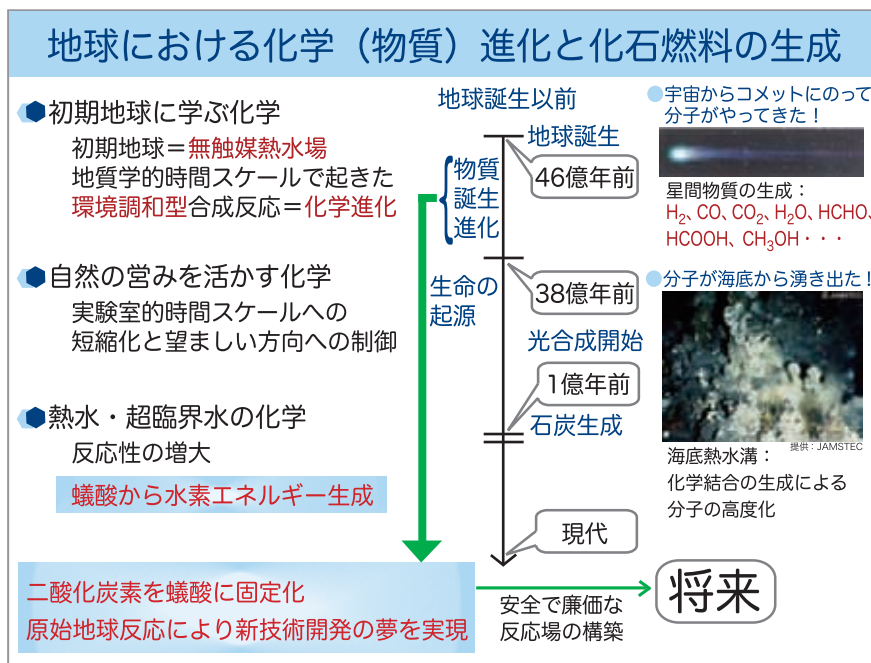 地球における化学（物質）進化と化石燃料の生成
初期地球に学ぶ化学
初期地球＝無触媒熱水場
地質学的時間スケールで起きた
環境調和型合成反応＝化学進化
自然の営みを活かす化学
実験室的時間スケールへの
短縮化と望ましい方向への制御
熱水・超臨界水の化学
反応性の増大
蟻酸から水素エネルギー生成
二酸化炭素を蟻酸に固定化
原始地球反応により新技術開発の夢を実現
地球誕生以前
地球誕生
46億年前
物質
誕生
進化
38億年前
生命の
起源
光合成開始
1億年前
石炭生成
現代
安全で廉価な
反応場の構築
将来
宇宙からコメットにのって
分子がやってきた！
星間物質の生成：
H₂、CO、CO₂、H₂O、HCHO、
HCOOH、CH₃OH・・・
分子が海底から湧き出た！
提供：JAMSTEC
海底熱水溝：
化学結合の生成による
分子の高度化